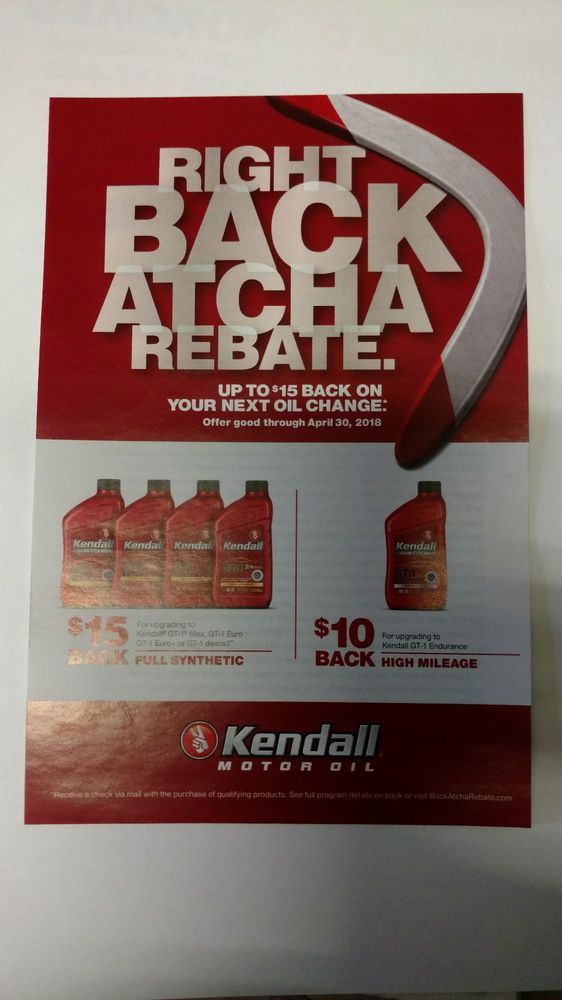 RIGHT
BACK
ATCHA
REBATE.
UP TO $15 BACK ON
YOUR NEXT OIL CHANGE.*
Offer good through April 30, 2018
Kendall
Kendall
Kendall
Kendall
Kendall
GT-1
$15
BACK
For upgrading to
Kendall® GT-1® Max, GT-1 Euro
GT-1 Euro+ or GT-1 dexos1™
FULL SYNTHETIC
$10
BACK
For upgrading to
Kendall GT-1 Endurance
HIGH MILEAGE
Kendall
MOTOR OIL
*Receive a check via mail with the purchase of qualifying products. See full program details on back or visit BackAtchaRebate.com